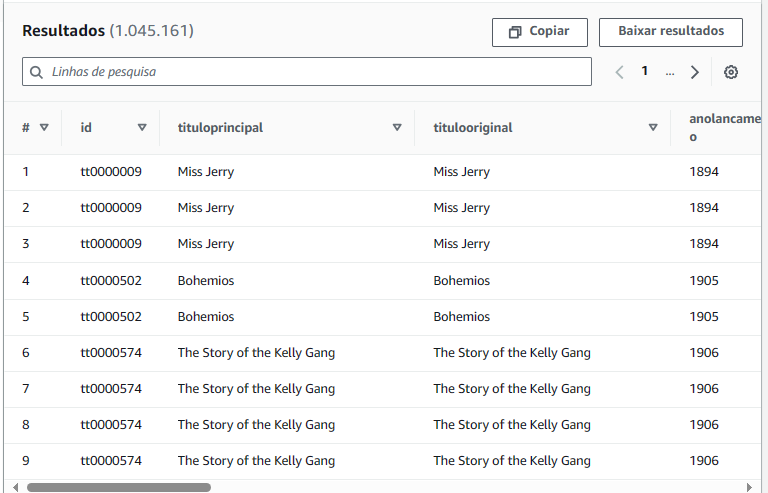 Resultados (1.045.161) Copiar Baixar resultados
Linhas de pesquisa 1 ...
# id tituloprincipal titulooriginal anolancame
o
1 tt0000009 Miss Jerry Miss Jerry 1894
2 tt0000009 Miss Jerry Miss Jerry 1894
3 tt0000009 Miss Jerry Miss Jerry 1894
4 tt0000502 Bohemios Bohemios 1905
5 tt0000502 Bohemios Bohemios 1905
6 tt0000574 The Story of the Kelly Gang The Story of the Kelly Gang 1906
7 tt0000574 The Story of the Kelly Gang The Story of the Kelly Gang 1906
8 tt0000574 The Story of the Kelly Gang The Story of the Kelly Gang 1906
9 tt0000574 The Story of the Kelly Gang The Story of the Kelly Gang 1906